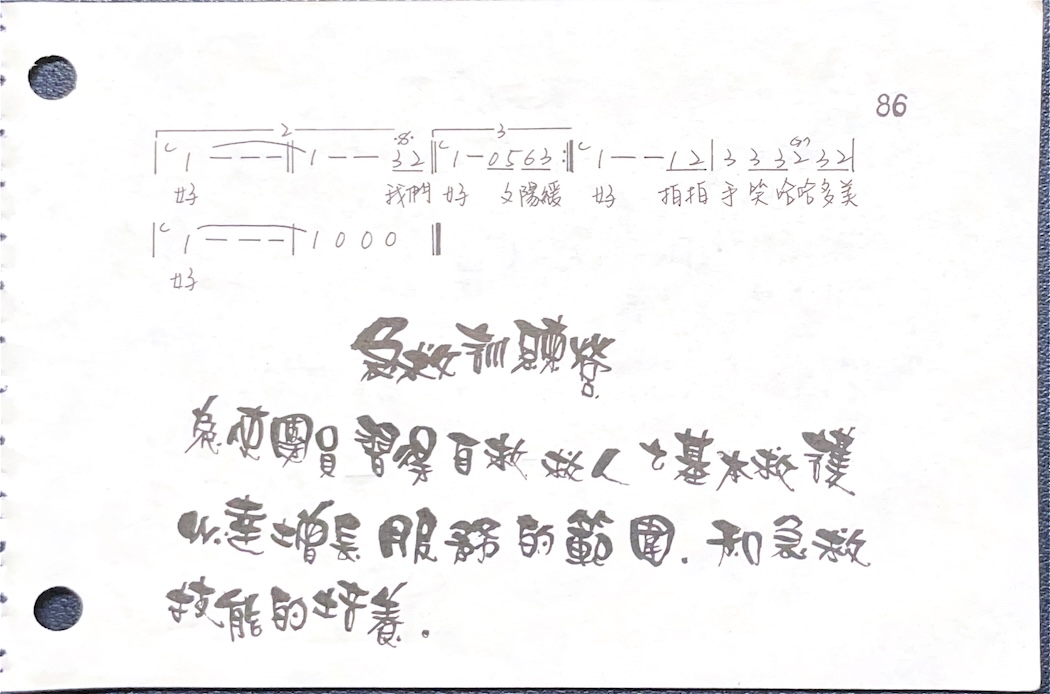 86
2 3
C 1 - - - | 1 - - 3 2 | C 1 - 0 5 6 3 :| C 1 - - 1 2 | 3 3 3 2 3 2 |
好 我們 好 夕陽緩 好 拍拍手笑哈哈多美
| C 1 - - - | 1 0 0 0 ||
好
急救訓練營
為使團員習得自救救人之基本救護
以達增長服務的範圍.和急救
技能的培養.